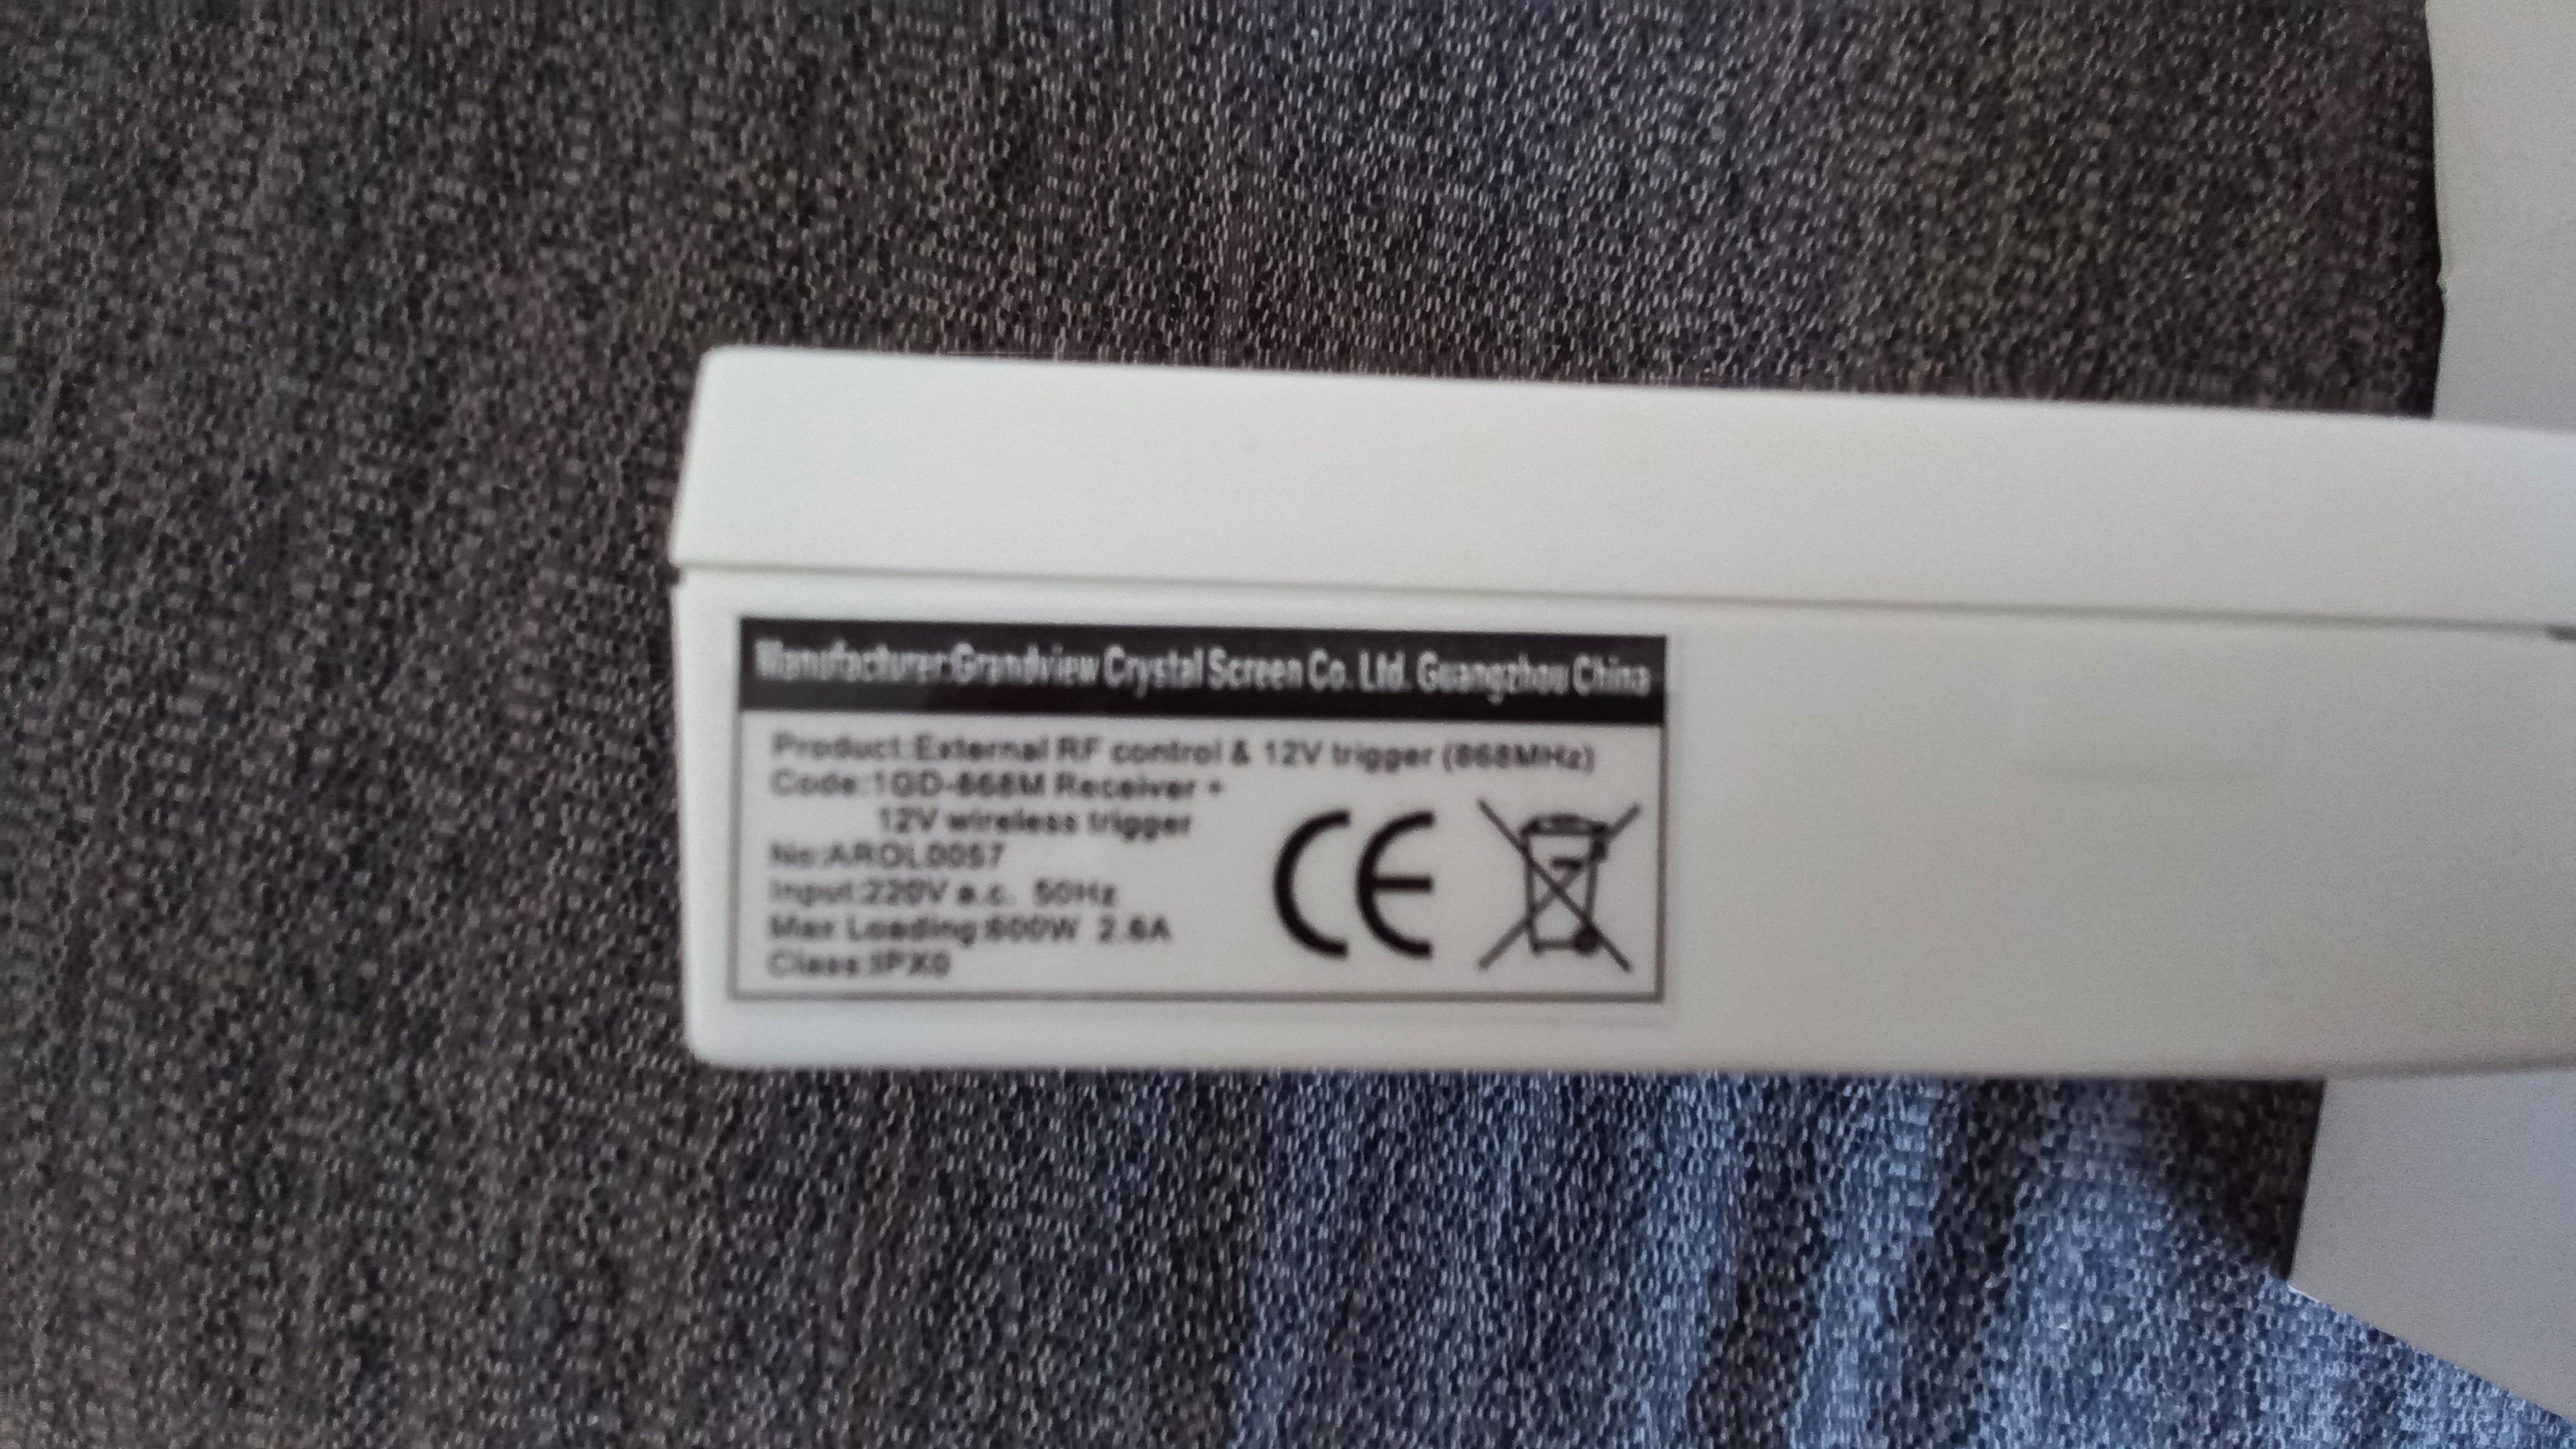 Manufacturer:Grandview Crystal Screen Co. Ltd. Guangzhou China
Product:External RF control & 12V trigger (868MHz)
Code:1GD-868M Receiver +
12V wireless trigger
No:AROL0057
Input:220V a.c. 50Hz
Max Loading:600W 2.6A
Class:IPX0
CE